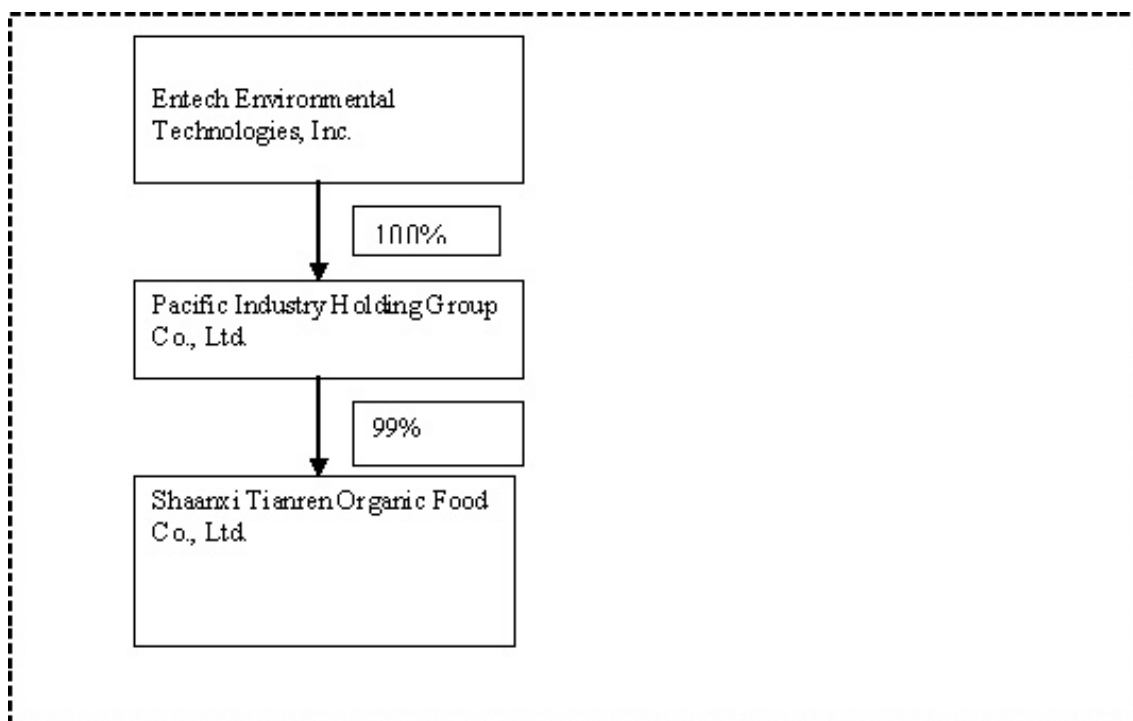 Entech Environmental
Technologies, Inc.
100%
Pacific Industry Holding Group
Co., Ltd.
99%
Shaanxi Tianren Organic Food
Co., Ltd.